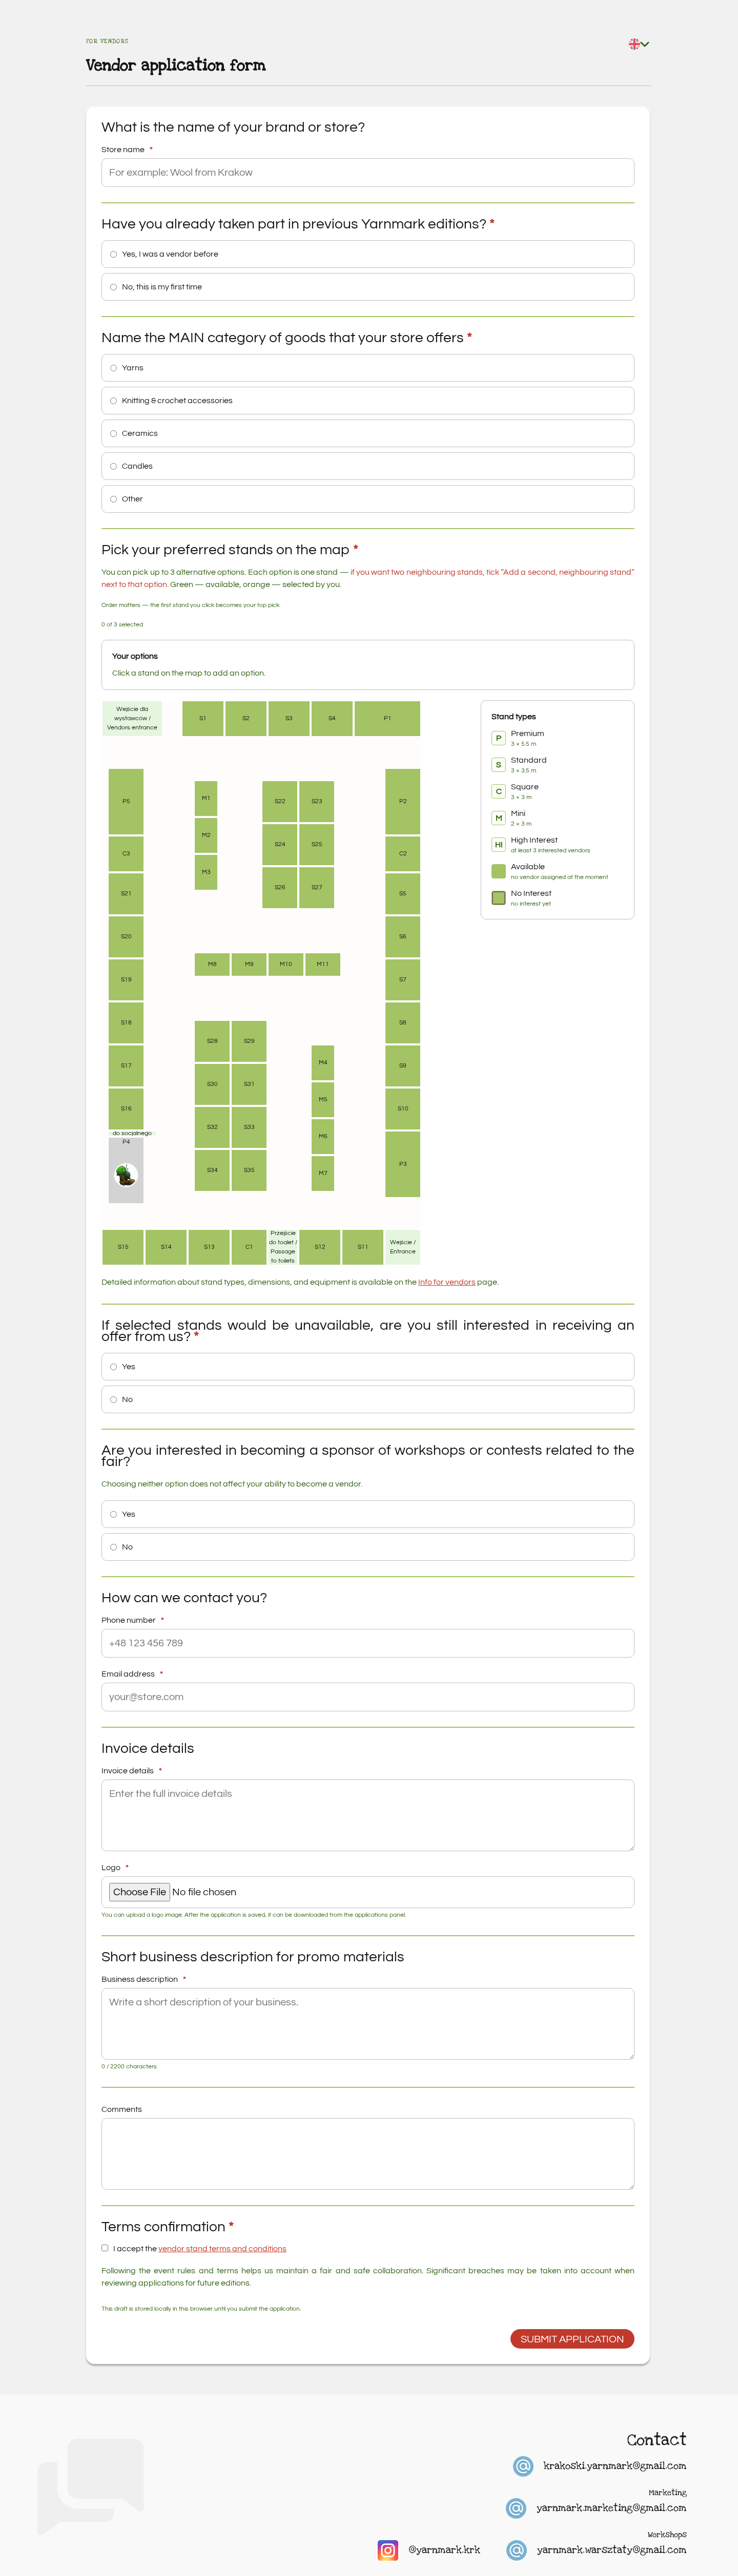 FOR VENDORS
Vendor application form
What is the name of your brand or store?
Store name *
For example: Wool from Krakow
Have you already taken part in previous Yarnmark editions? *
Yes, I was a vendor before
No, this is my first time
Name the MAIN category of goods that your store offers *
Yarns
Knitting & crochet accessories
Ceramics
Candles
Other
Pick your preferred stands on the map *
You can pick up to 3 alternative options. Each option is one stand — if you want two neighbouring stands, tick "Add a second, neighbouring stand"
next to that option. Green — available, orange — selected by you.
Order matters — the first stand you click becomes your top pick.
0 of 3 selected
Your options
Click a stand on the map to add an option.
Wejście dla
wystawców /
Vendors entrance
S1
S2
S3
S4
P1
P5
M1
S22
S23
P2
M2
S24
S25
C3
C2
M3
S26
S27
S21
S5
S20
S6
M8
M9
M10
M11
S19
S7
S18
S28
S29
S8
S17
M4
S9
S30
S31
M5
S16
S10
S32
S33
M6
do socjalnego
P4
P3
S34
S35
M7
S15
S14
S13
C1
Przejście
do toalet /
Passage
to toilets
S12
S11
Wejście /
Entrance
Stand types
P
Premium
3 × 5.5 m
S
Standard
3 × 3.5 m
C
Square
3 × 3 m
M
Mini
2 × 3 m
HI
High Interest
at least 3 interested vendors
Available
no vendor assigned at the moment
No Interest
no interest yet
Detailed information about stand types, dimensions, and equipment is available on the Info for vendors page.
If selected stands would be unavailable, are you still interested in receiving an
offer from us? *
Yes
No
Are you interested in becoming a sponsor of workshops or contests related to the
fair?
Choosing neither option does not affect your ability to become a vendor.
Yes
No
How can we contact you?
Phone number *
+48 123 456 789
Email address *
your@store.com
Invoice details
Invoice details *
Enter the full invoice details
Logo *
Choose File No file chosen
You can upload a logo image. After the application is saved, it can be downloaded from the applications panel.
Short business description for promo materials
Business description *
Write a short description of your business.
0 / 2200 characters
Comments
Terms confirmation *
I accept the vendor stand terms and conditions
Following the event rules and terms helps us maintain a fair and safe collaboration. Significant breaches may be taken into account when
reviewing applications for future editions.
This draft is stored locally in this browser until you submit the application.
SUBMIT APPLICATION
Contact
krakoski.yarnmark@gmail.com
Marketing
yarnmark.marketing@gmail.com
Workshops
@yarnmark.krk
yarnmark.warsztaty@gmail.com